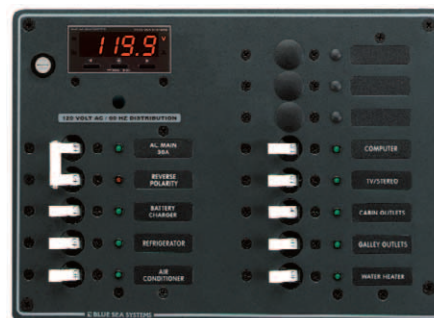 119.9
120 VOLT AC / 60 HZ DISTRIBUTION
AC MAIN
REVERSE
POLARITY
BATTERY
CHARGER
REFRIGERATOR
AIR
CONDITIONER
COMPUTER
TV/STEREO
CABIN OUTLETS
GALLEY OUTLETS
WATER HEATER
BLUE SEA SYSTEMS